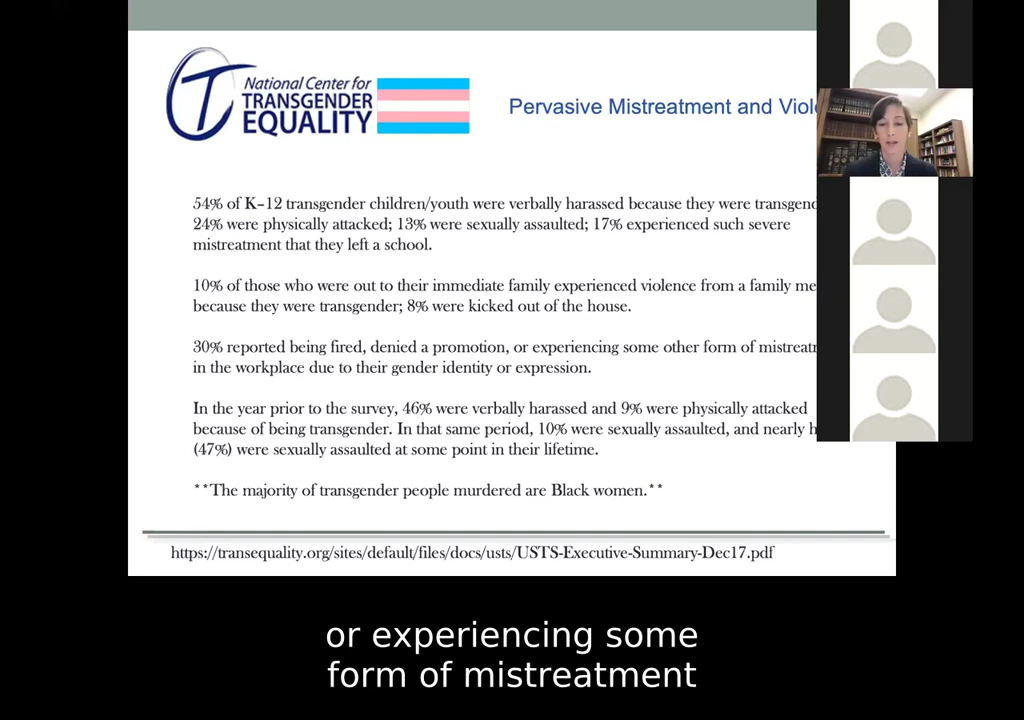 National Center for
TRANSGENDER
EQUALITY
Pervasive Mistreatment and
54% of K–12 transgender children/youth were verbally harassed because they were
24% were physically attacked; 13% were sexually assaulted; 17% experienced such severe
mistreatment that they left a school.
10% of those who were out to their immediate family experienced violence from a family
because they were transgender; 8% were kicked out of the house.
30% reported being fired, denied a promotion, or experiencing some other form of
in the workplace due to their gender identity or expression.
In the year prior to the survey, 46% were verbally harassed and 9% were physically attacked
because of being transgender. In that same period, 10% were sexually assaulted, and nearly
(47%) were sexually assaulted at some point in their lifetime.
**The majority of transgender people murdered are Black women.**
https://transequality.org/sites/default/files/docs/usts/USTS-Executive-Summary-Dec17.pdf
or experiencing some
form of mistreatment